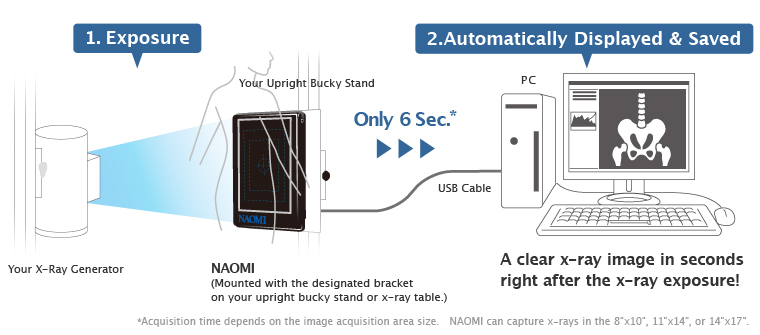 1. Exposure
2.Automatically Displayed & Saved
Your Upright Bucky Stand
PC
Only 6 Sec.*
NAOMI
USB Cable
Your X-Ray Generator
NAOMI
(Mounted with the designated bracket
on your upright bucky stand or x-ray table.)
A clear x-ray image in seconds
right after the x-ray exposure!
*Acquisition time depends on the image acquisition area size. NAOMI can capture x-rays in the 8"x10", 11"x14", or 14"x17".